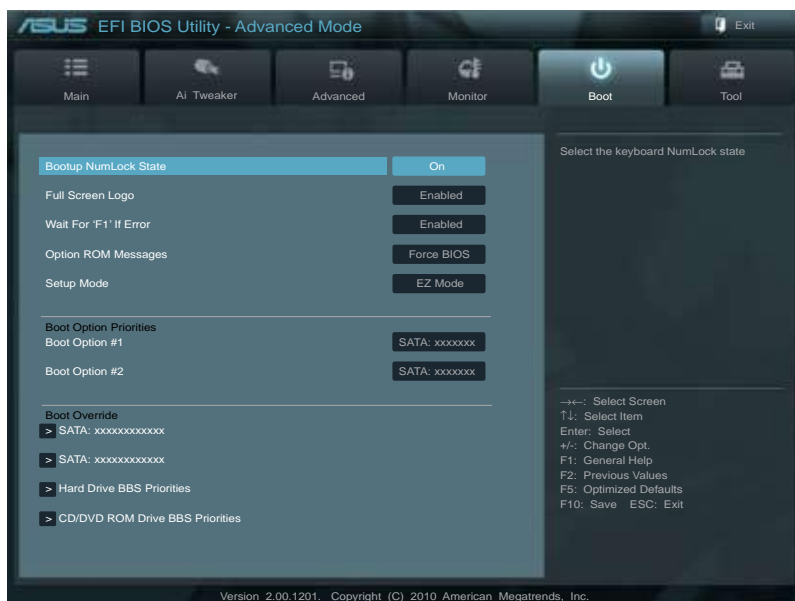 ASUS EFI BIOS Utility - Advanced Mode
Exit
Main
Ai Tweaker
Advanced
Monitor
Boot
Tool
Bootup NumLock State
On
Full Screen Logo
Enabled
Wait For ‘F1’ If Error
Enabled
Option ROM Messages
Force BIOS
Setup Mode
EZ Mode
Boot Option Priorities
Boot Option #1
SATA: xxxxxxx
Boot Option #2
SATA: xxxxxxx
Boot Override
> SATA: xxxxxxxxxxxx
> SATA: xxxxxxxxxxxx
> Hard Drive BBS Priorities
> CD/DVD ROM Drive BBS Priorities
Select the keyboard NumLock state
→←: Select Screen
↑↓: Select Item
Enter: Select
+/-: Change Opt.
F1: General Help
F2: Previous Values
F5: Optimized Defaults
F10: Save ESC: Exit
Version 2.00.1201. Copyright (C) 2010 American Megatrends, Inc.